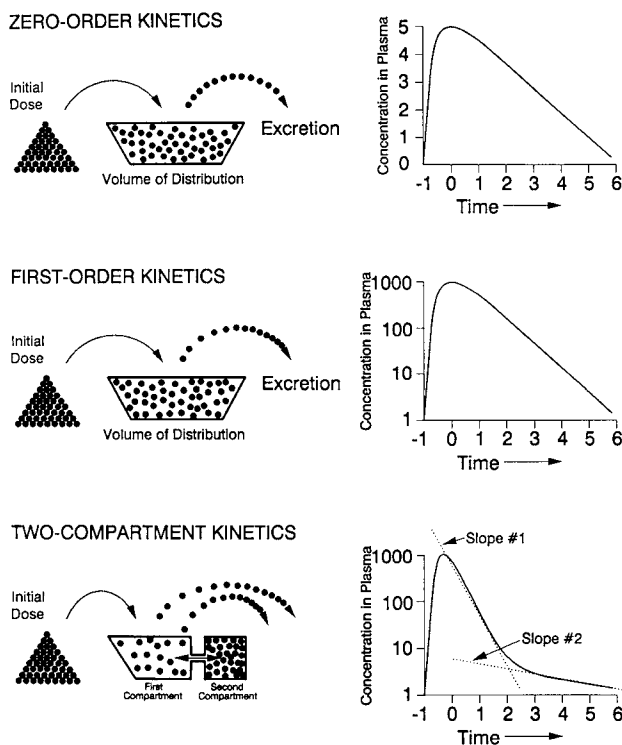 ZERO-ORDER KINETICS
Initial
Dose
Excretion
Volume of Distribution
Concentration in Plasma
5
4
3
2
1
0
-1 0 1 2 3 4 5 6
Time
FIRST-ORDER KINETICS
Initial
Dose
Excretion
Volume of Distribution
Concentration in Plasma
1000
100
10
1
-1 0 1 2 3 4 5 6
Time
TWO-COMPARTMENT KINETICS
Initial
Dose
First
Compartment
Second
Compartment
Concentration in Plasma
Slope #1
1000
100
10
1
Slope #2
-1 0 1 2 3 4 5 6
Time